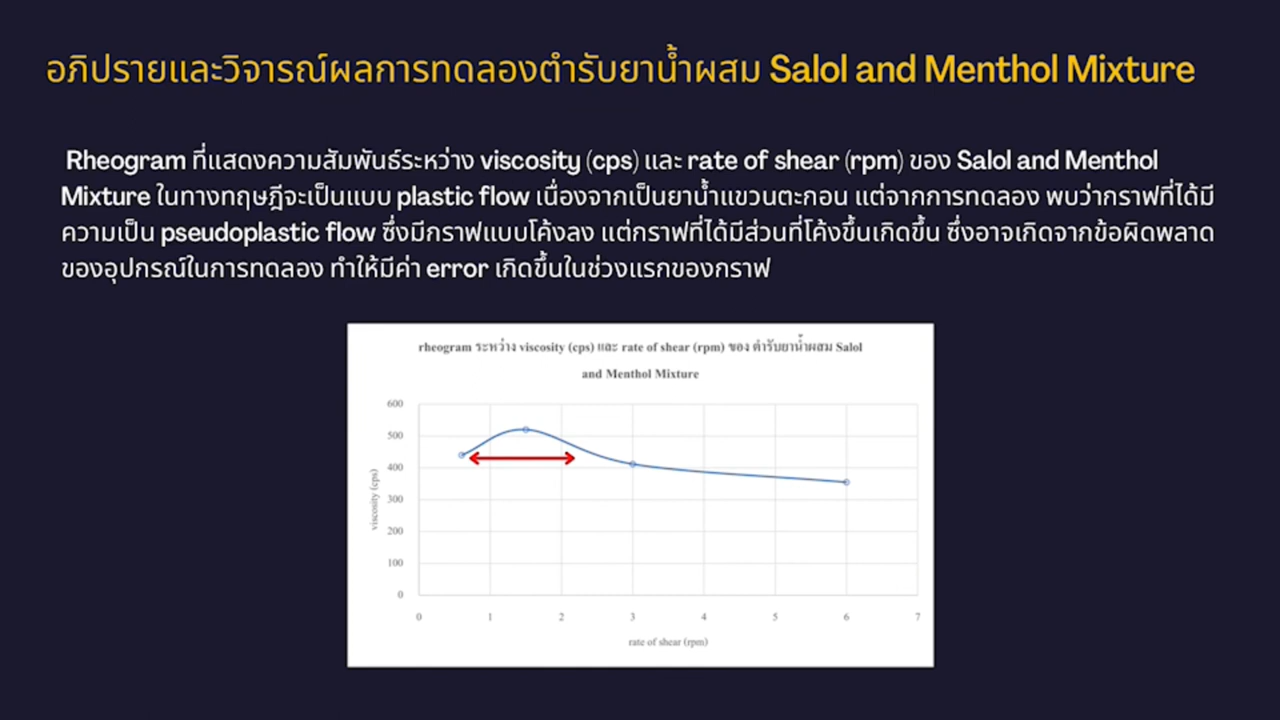 อภิปรายและวิจารณ์ผลการทดลองตำรับยาน้ำผสม Salol and Menthol Mixture
Rheogram ที่แสดงความสัมพันธ์ระหว่าง viscosity (cps) และ rate of shear (rpm) ของ Salol and Menthol
Mixture ในทางทฤษฎีจะเป็นแบบ plastic flow เนื่องจากเป็นยาน้ำแขวนตะกอน แต่จากการทดลอง พบว่ากราฟที่ได้มี
ความเป็น pseudoplastic flow ซึ่งมีกราฟแบบโค้งลง แต่กราฟที่ได้มีส่วนที่โค้งขึ้นเกิดขึ้น ซึ่งอาจเกิดจากข้อผิดพลาด
ของอุปกรณ์ในการทดลอง ทำให้มีค่า error เกิดขึ้นในช่วงแรกของกราฟ
rheogram ระหว่าง viscosity (cps) และ rate of shear (rpm) ของ ตำรับยาน้ำผสม Salol
and Menthol Mixture
600
500
400
300
200
100
0
viscosity (cps)
0 1 2 3 4 5 6 7
rate of shear (rpm)